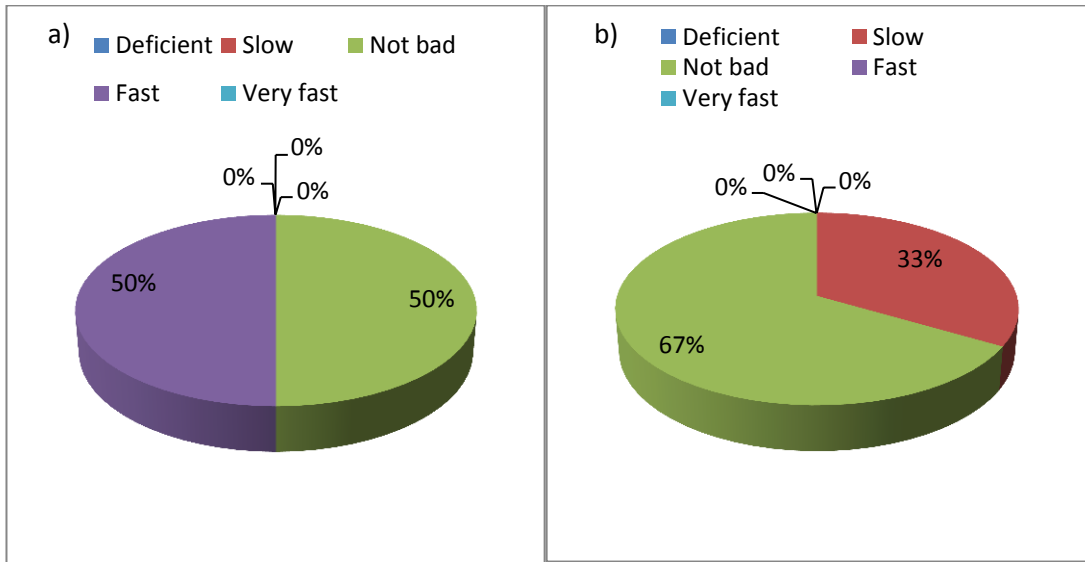 a)
Deficient Slow Not bad
Fast Very fast
0%
0%
0%
50%
50%
b)
Deficient Slow
Not bad Fast
Very fast
0%
0%
0%
33%
67%